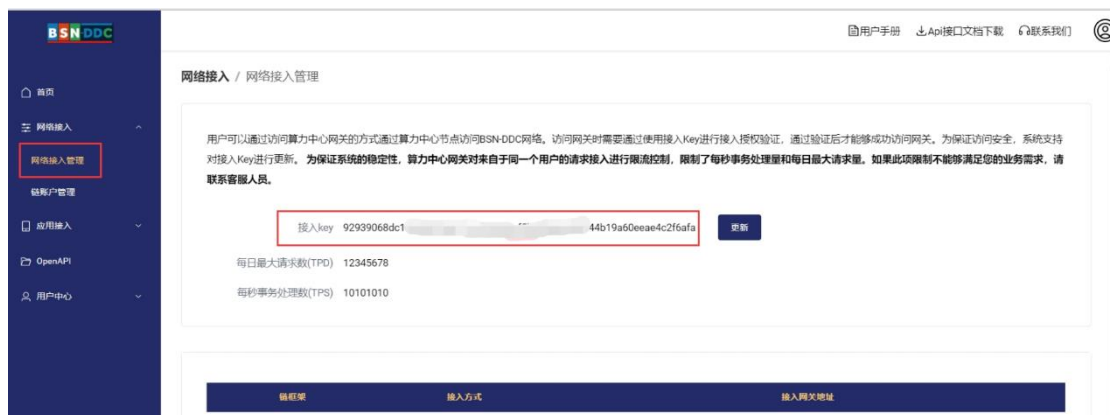 BSN DDC
用户手册 Api接口文档下载 联系我们
网络接入 / 网络接入管理
首页
网络接入
网络接入管理
链账户管理
应用接入
OpenAPI
用户中心
用户可以通过访问算力中心网关的方式通过算力中心节点访问BSN-DDC网络。访问网关时需要通过使用接入Key进行接入授权验证，通过验证后才能够成功访问网关。为保证访问安全，系统支持
对接入Key进行更新。为保证系统的稳定性，算力中心网关对来自于同一个用户的请求接入进行限流控制，限制了每秒事务处理量和每日最大请求量。如果此项限制不能够满足您的业务需求，请
联系客服人员。
接入key 92939068dc1 44b19a60eeae4c2f6afa 更新
每日最大请求数(TPD) 12345678
每秒事务处理数(TPS) 10101010
链框架 接入方式 接入网关地址